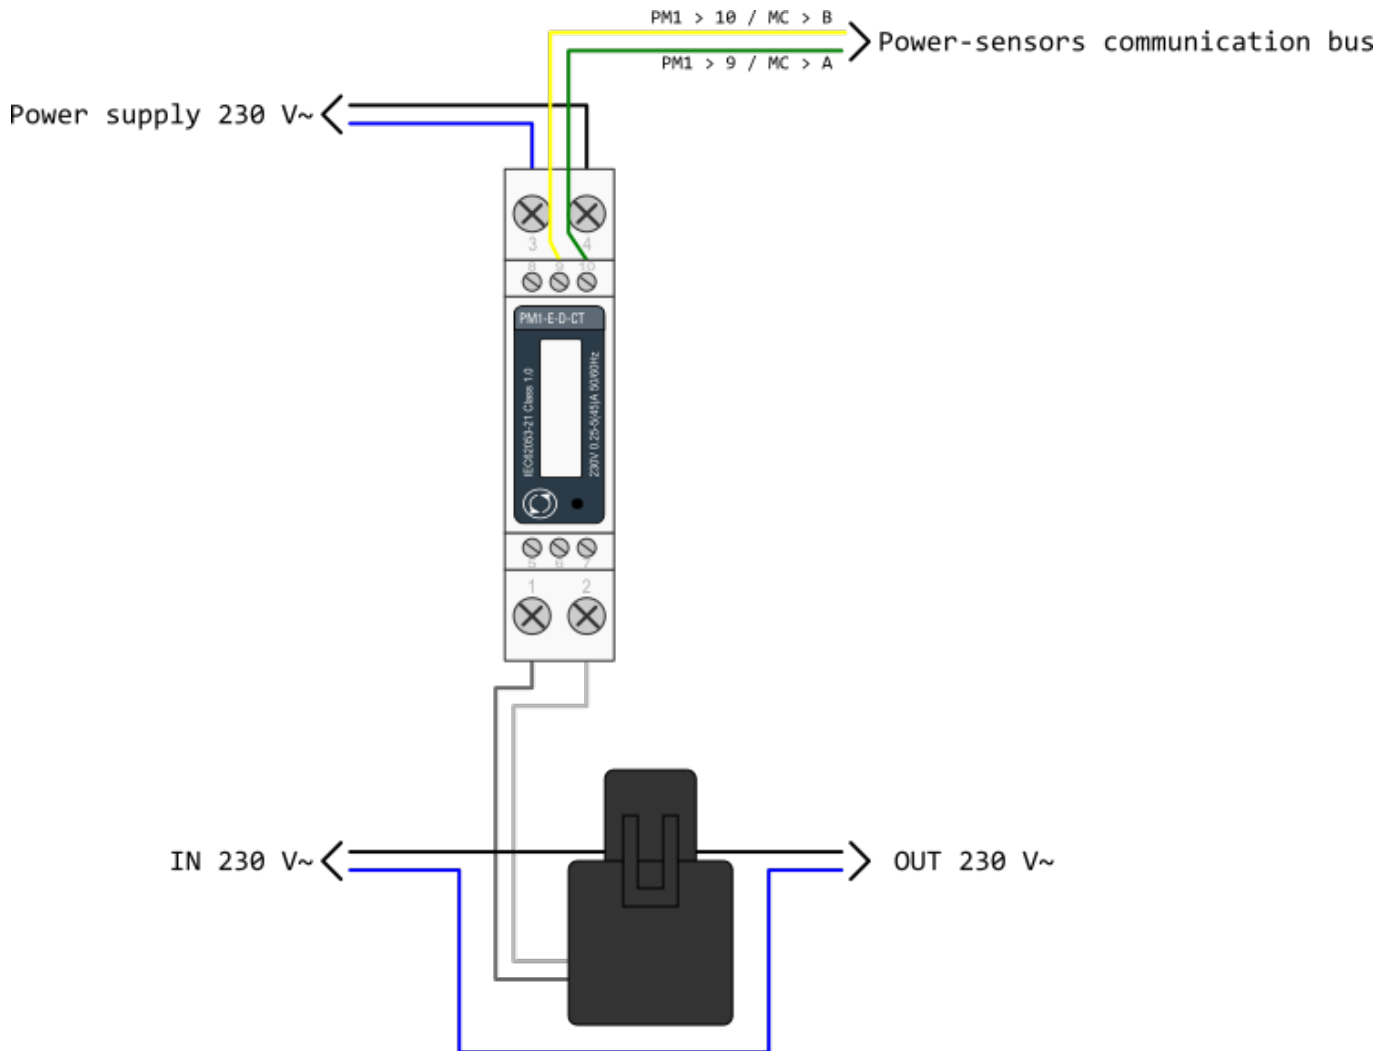 PM1 > 10 / MC > B
Power-sensors communication bus
PM1 > 9 / MC > A
Power supply 230 V~
3
4
8
9
10
PM1-E-D-CT
IEC62053-21 Class 1.0
230V 0.25-5(45)A 50/60Hz
5
6
7
1
2
IN 230 V~
OUT 230 V~